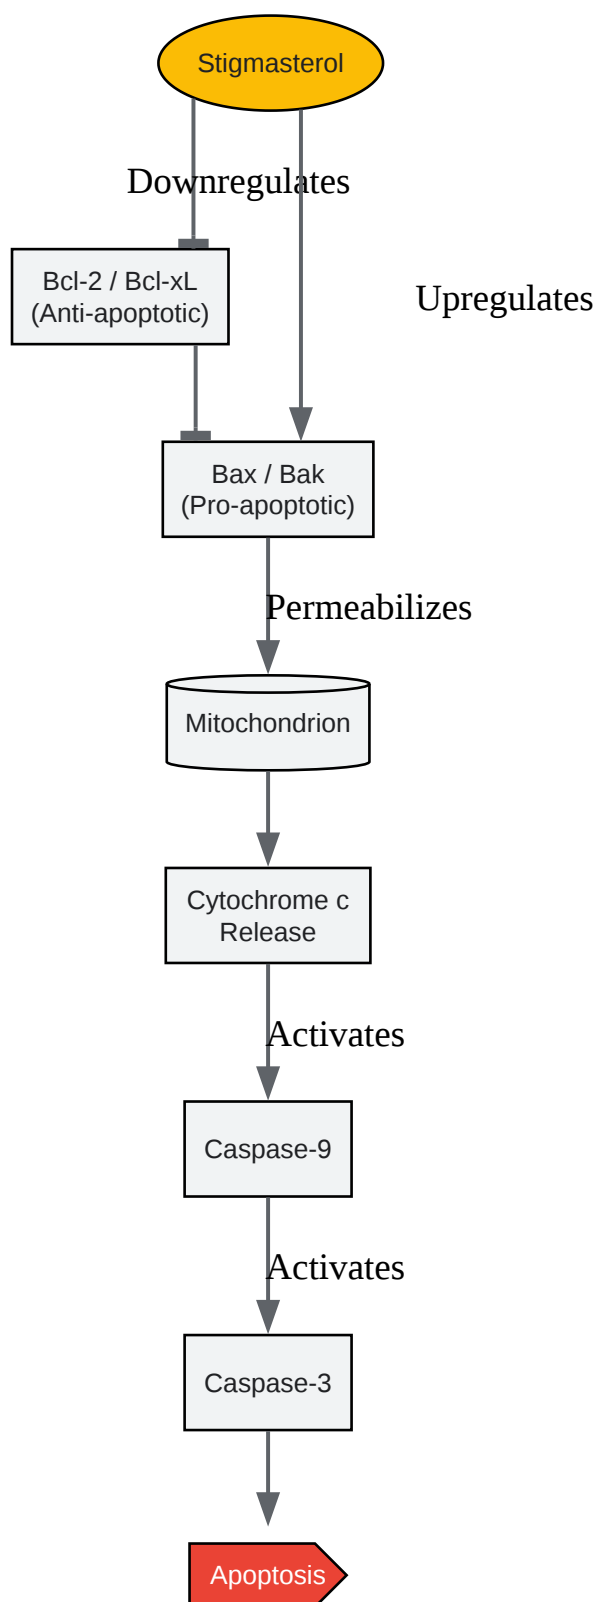 Stigmasterol
Downregulates
Bcl-2 / Bcl-xL
(Anti-apoptotic)
Upregulates
Bax / Bak
(Pro-apoptotic)
Permeabilizes
Mitochondrion
Cytochrome c
Release
Activates
Caspase-9
Activates
Caspase-3
Apoptosis